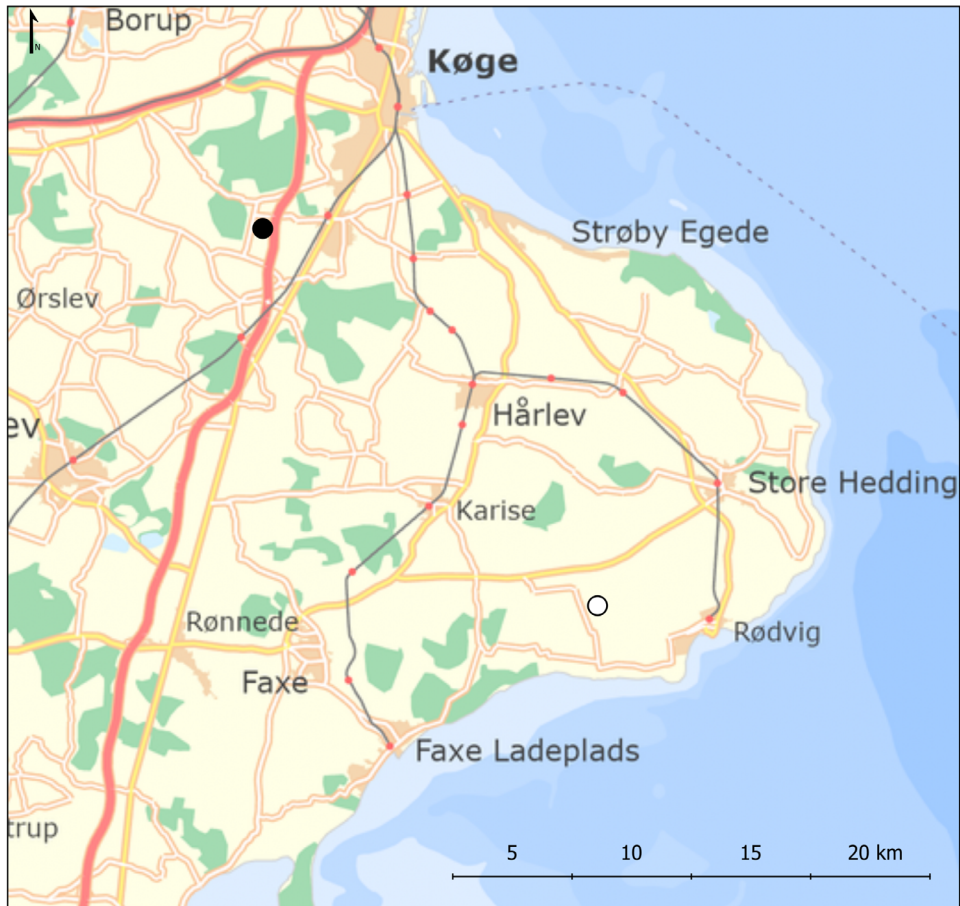 Borup
N
Køge
Strøby Egede
Ørslev
Hårlev
ev
Store Hedding
Karise
Rønnede
Rødvig
Faxe
Faxe Ladeplads
trup
5 10 15 20 km